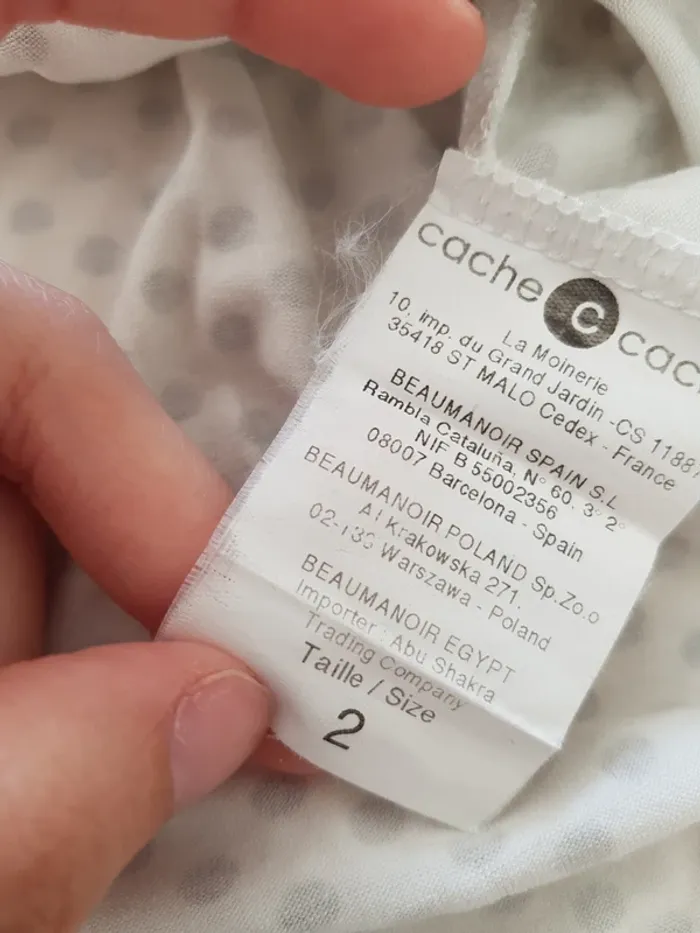 cache c cac
La Moinerie
10, imp. du Grand Jardin -CS 11887
35418 ST MALO Cedex - France
BEAUMANOIR SPAIN S.L
Rambla Cataluña, N° 60. 3° 2°
NIF B 55002356
08007 Barcelona - Spain
BEAUMANOIR POLAND Sp.Zo.o
Al Krakowska 271.
Warszawa - Poland
BEAUMANOIR EGYPT
Importer : Abu Shakra
Trading Company
Taille / Size
2